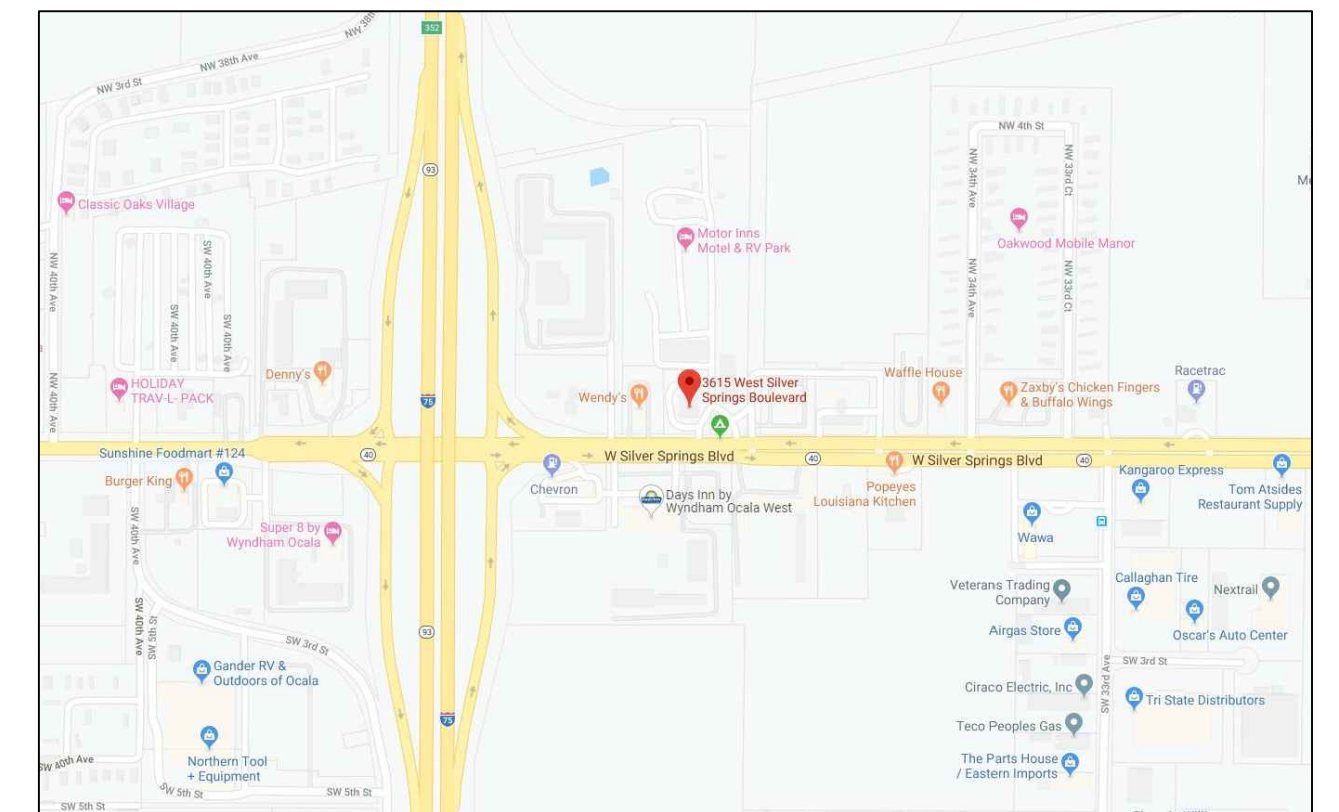 352
NW 38th
NW 38th Ave
NW 3rd St
93
NW 4th St
NW 34th Ave
NW 33rd Ct
Classic Oaks Village
Motor Inns
Motel & RV Park
Oakwood Mobile Manor
NW 40th Ave
SW 40th Ave
SW 40th Ave
SW 40th Ave
NW 34th Ave
NW 33rd Ct
HOLIDAY
TRAV-L- PACK
Denny's
NW 40th Ave
75
Wendy's
3615 West Silver
Springs Boulevard
Waffle House
Zaxby's Chicken Fingers
& Buffalo Wings
Racetrac
Sunshine Foodmart #124
40
W Silver Springs Blvd
40
W Silver Springs Blvd
40
Burger King
Chevron
Days Inn by
Wyndham Ocala West
Popeyes
Louisiana Kitchen
Kangaroo Express
Tom Atsides
Restaurant Supply
SW 40th Ave
Super 8 by
Wyndham Ocala
Wawa
Veterans Trading
Company
Callaghan Tire
Nextrail
SW 40th Ave
SW 5th St
93
Airgas Store
Oscar's Auto Center
SW 3rd St
SW 3rd St
Gander RV &
Outdoors of Ocala
SW 33rd Ave
Ciraco Electric, Inc
Tri State Distributors
75
Teco Peoples Gas
Northern Tool
+ Equipment
The Parts House
/ Eastern Imports
SW 40th Ave
SW 5th St
SW 5th St
SW 5th St